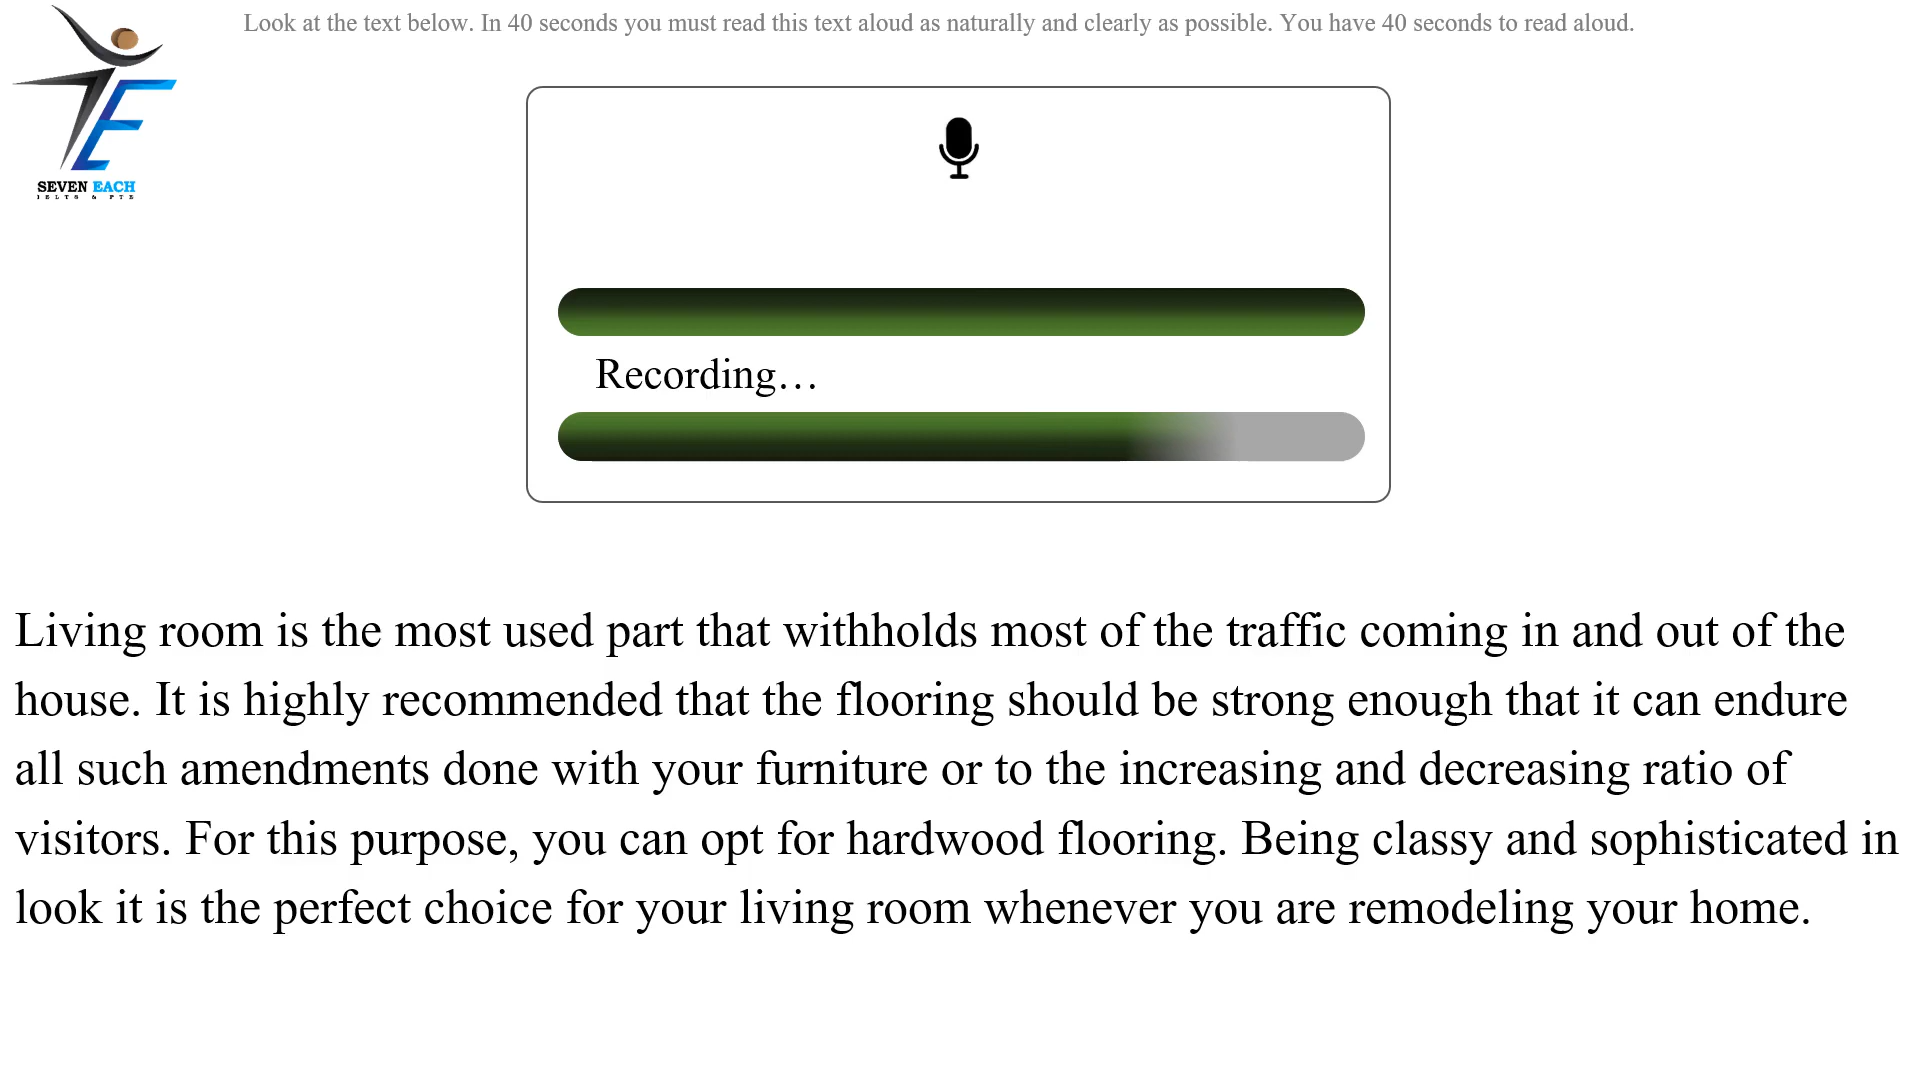 Look at the text below. In 40 seconds you must read this text aloud as naturally and clearly as possible. You have 40 seconds to read aloud.
SEVEN EACH
IELTS & PTE
Recording…
Living room is the most used part that withholds most of the traffic coming in and out of the
house. It is highly recommended that the flooring should be strong enough that it can endure
all such amendments done with your furniture or to the increasing and decreasing ratio of
visitors. For this purpose, you can opt for hardwood flooring. Being classy and sophisticated in
look it is the perfect choice for your living room whenever you are remodeling your home.